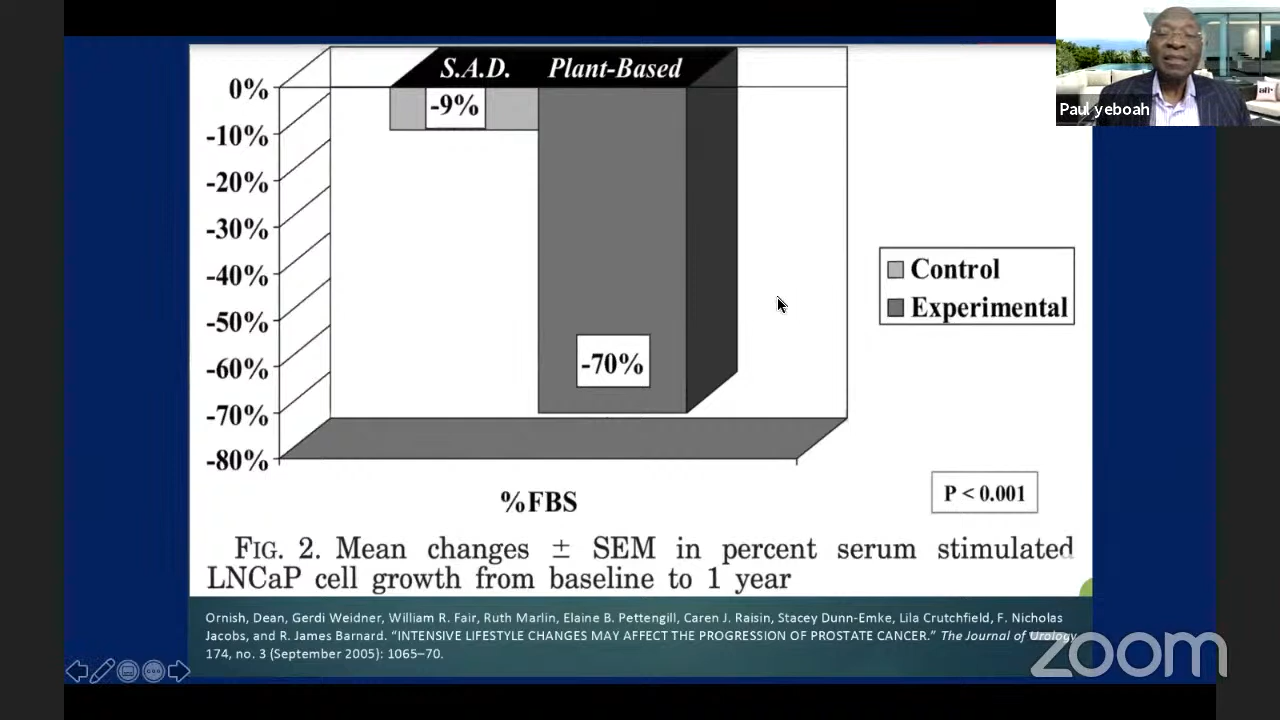 S.A.D. Plant-Based
0%
-9%
-10%
-20%
-30%
-40%
-50%
-60%
-70%
-80%
-70%
Control
Experimental
%FBS
P < 0.001
FIG. 2. Mean changes ± SEM in percent serum stimulated
LNCaP cell growth from baseline to 1 year
Ornish, Dean, Gerdi Weidner, William R. Fair, Ruth Marlin, Elaine B. Pettengill, Caren J. Raisin, Stacey Dunn-Emke, Lila Crutchfield, F. Nicholas
Jacobs, and R. James Barnard. “INTENSIVE LIFESTYLE CHANGES MAY AFFECT THE PROGRESSION OF PROSTATE CANCER.” The Journal of Urology
174, no. 3 (September 2005): 1065–70.
Paul yeboah
zoom